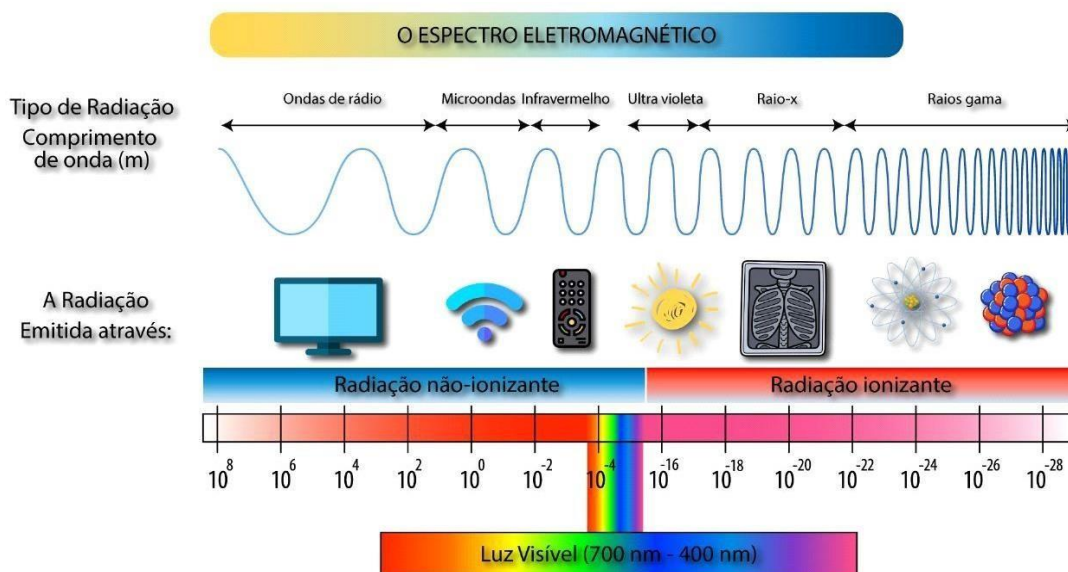 O ESPECTRO ELETROMAGNÉTICO
Tipo de Radiação
Comprimento
de onda (m)
Ondas de rádio
Microondas
Infravermelho
Ultra violeta
Raio-x
Raios gama
A Radiação
Emitida através:
Radiação não-ionizante
Radiação ionizante
10^8 10^6 10^4 10^2 10^0 10^-2 10^-4 10^-16 10^-18 10^-20 10^-22 10^-24 10^-26 10^-28
Luz Visível (700 nm - 400 nm)